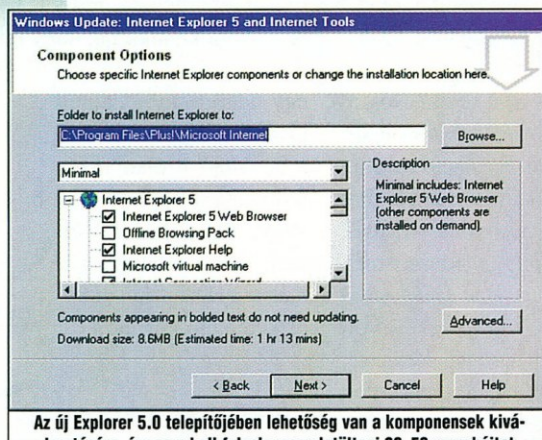 Windows Update: Internet Explorer 5 and Internet Tools
Component Options
Choose specific Internet Explorer components or change the installation location here.
Folder to install Internet Explorer to:
C:\Program Files\Plus!\Microsoft Internet
Browse...
Minimal
Internet Explorer 5
Internet Explorer 5 Web Browser
Offline Browsing Pack
Internet Explorer Help
Microsoft virtual machine
Internet Connection Wizard
Description
Minimal includes: Internet
Explorer 5 Web Browser
(other components are
installed on demand).
Components appearing in bolded text do not need updating.
Download size: 8.6MB (Estimated time: 1 hr 13 mins)
Advanced...
< Back
Next >
Cancel
Help
Az új Explorer 5.0 telepítőjében lehetőség van a komponensek kivá-